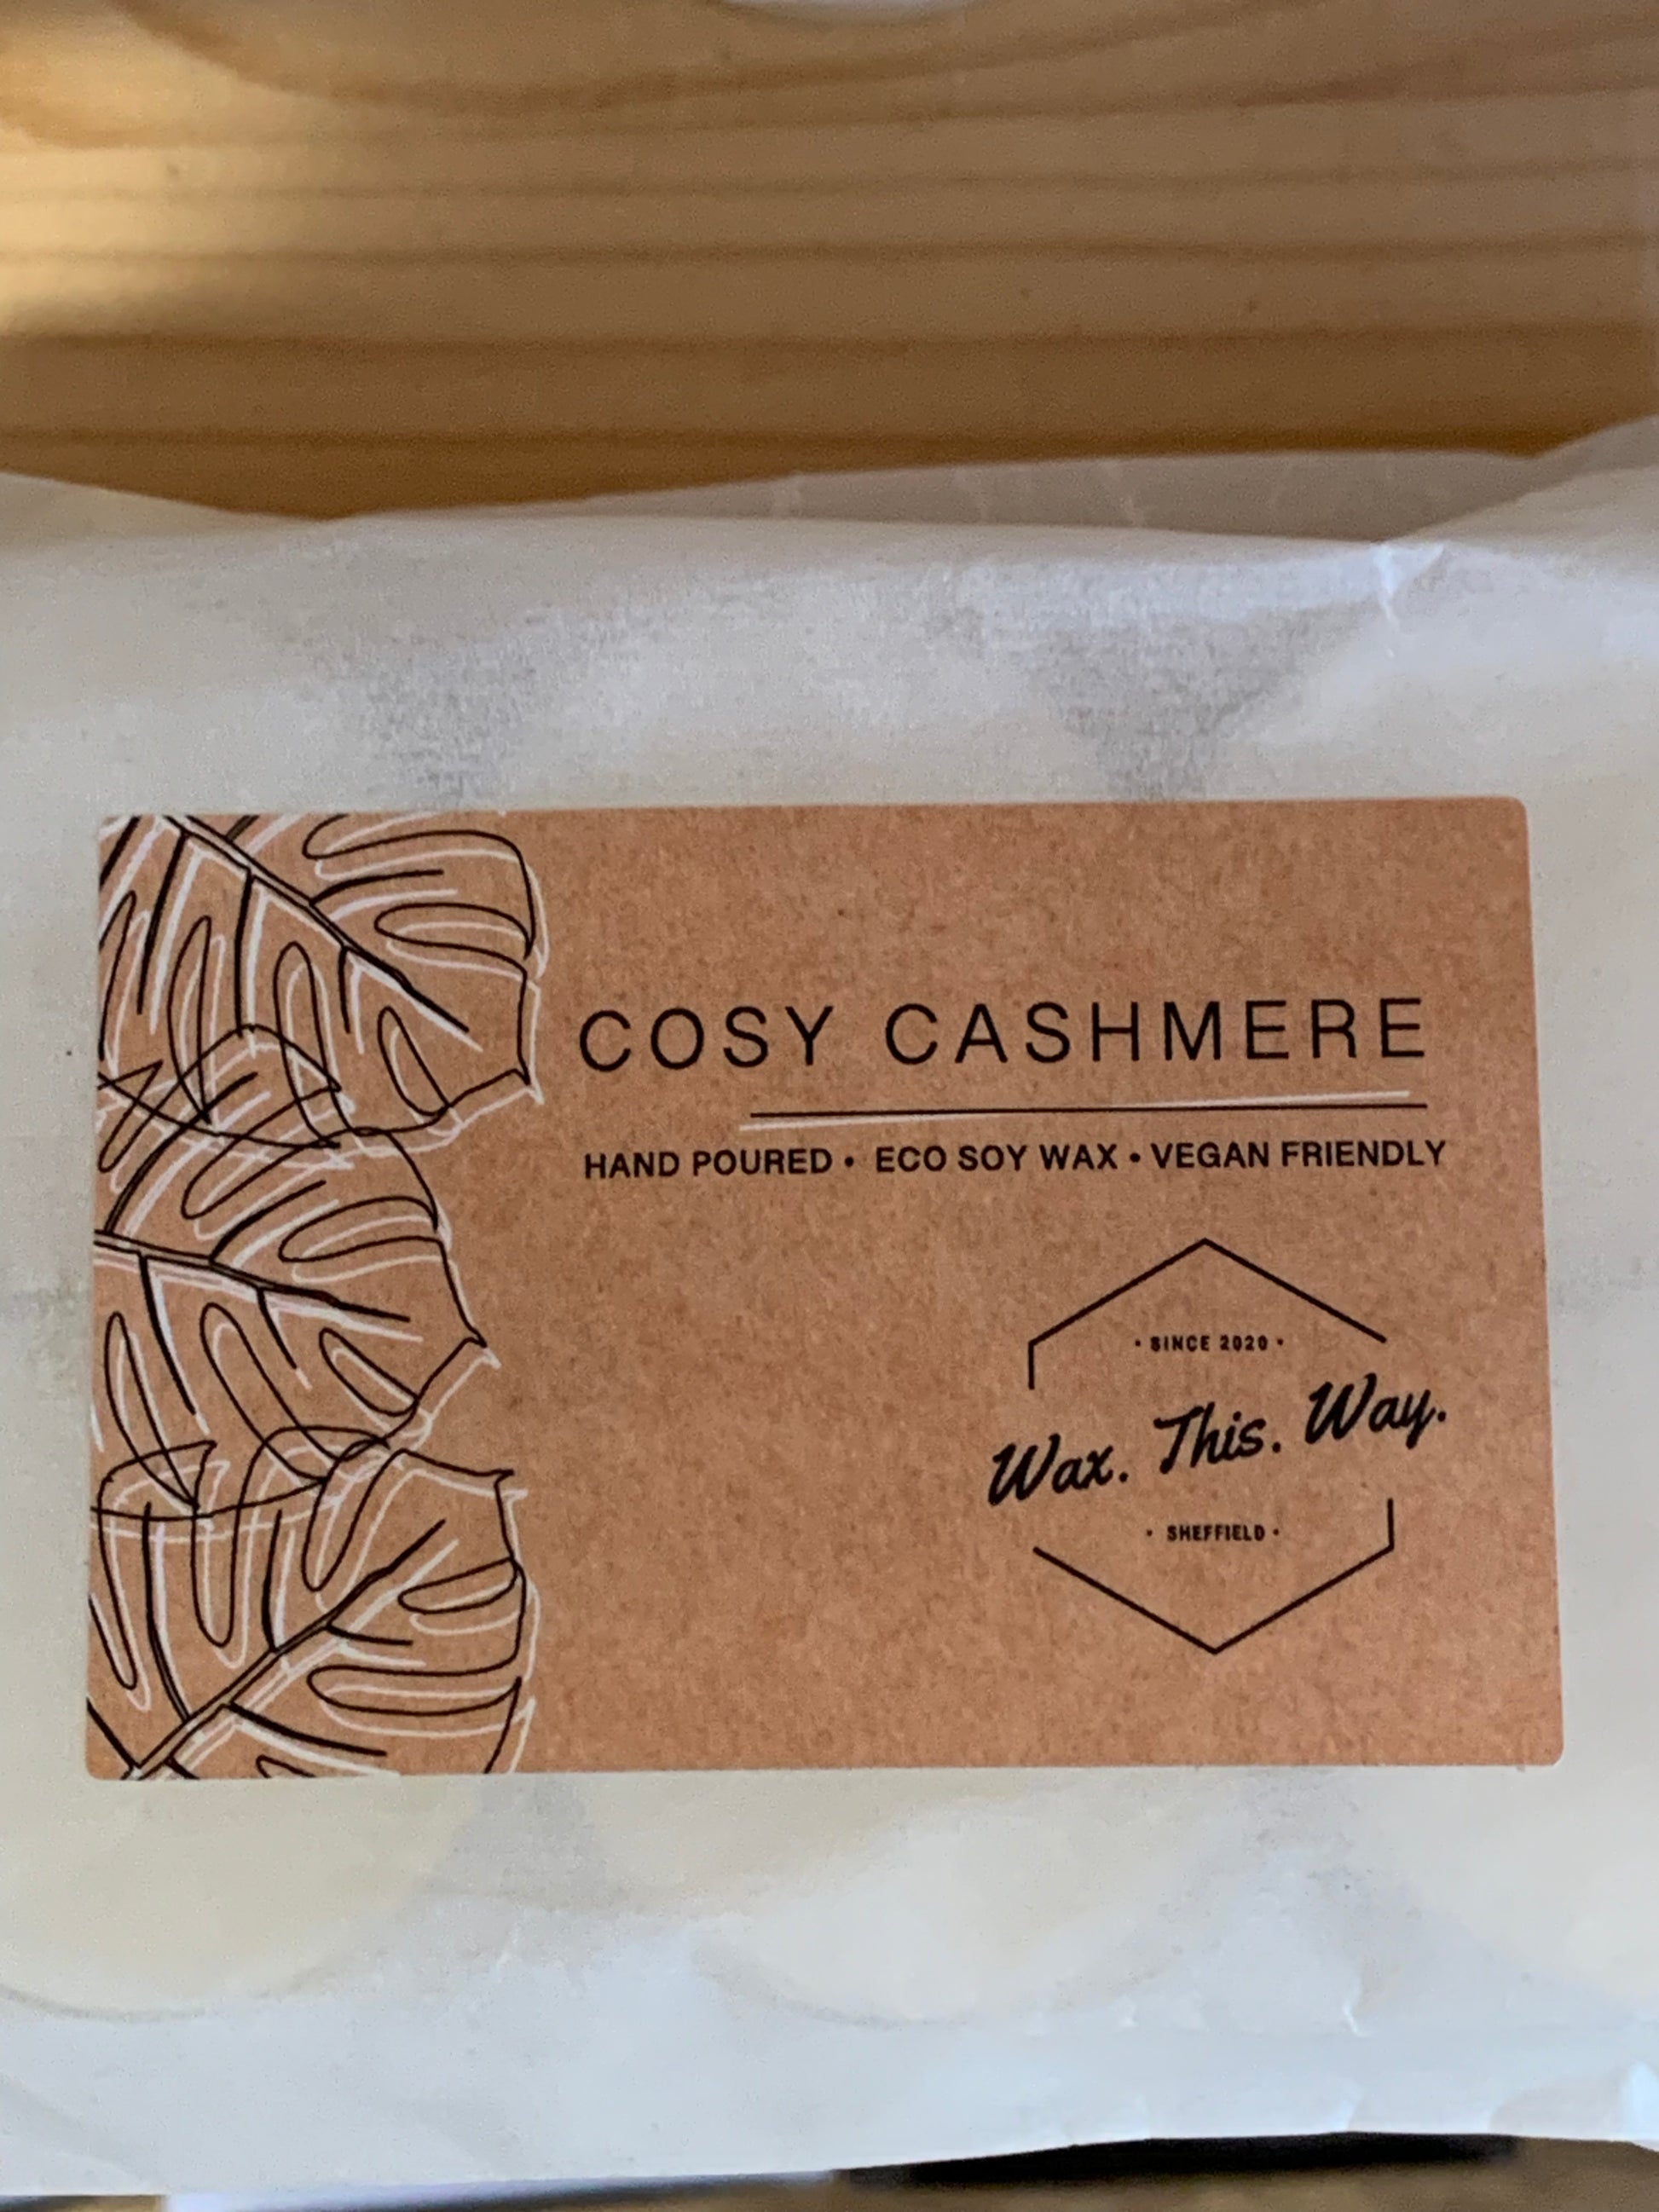 COSY CASHMERE
HAND POURED • ECO SOY WAX • VEGAN FRIENDLY
• SINCE 2020 •
Wax. This. Way.
• SHEFFIELD •